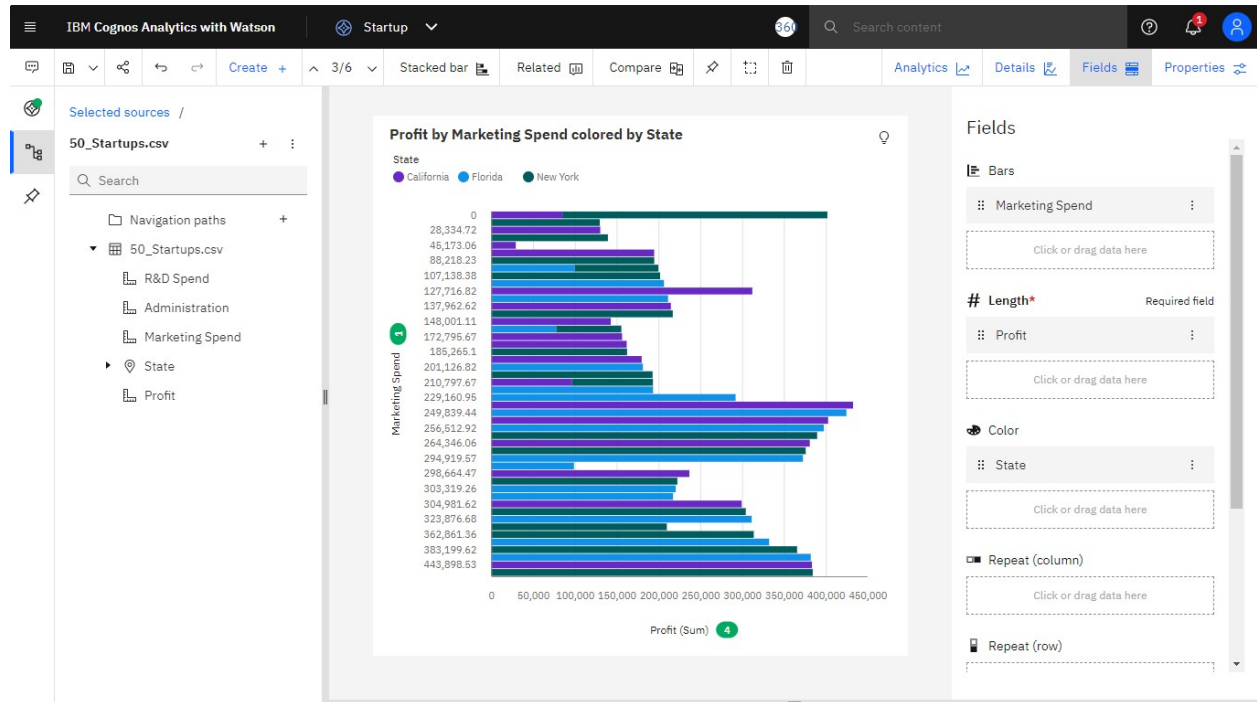 IBM Cognos Analytics with Watson
Startup
360
Search content
1
Create +
3/6
Stacked bar
Related
Compare
Analytics
Details
Fields
Properties
Selected sources /
50_Startups.csv
Search
Navigation paths
50_Startups.csv
R&D Spend
Administration
Marketing Spend
State
Profit
Profit by Marketing Spend colored by State
State
California Florida New York
0
28,334.72
45,173.06
88,218.23
107,138.38
127,716.82
137,962.62
148,001.11
172,795.67
185,265.1
201,126.82
210,797.67
229,160.95
249,839.44
256,512.92
264,346.06
294,919.57
298,664.47
303,319.26
304,981.62
323,876.68
362,861.36
383,199.62
443,898.53
Marketing Spend 1
0 50,000 100,000 150,000 200,000 250,000 300,000 350,000 400,000 450,000
Profit (Sum) 4
Fields
Bars
Marketing Spend
Click or drag data here
# Length* Required field
Profit
Click or drag data here
Color
State
Click or drag data here
Repeat (column)
Click or drag data here
Repeat (row)